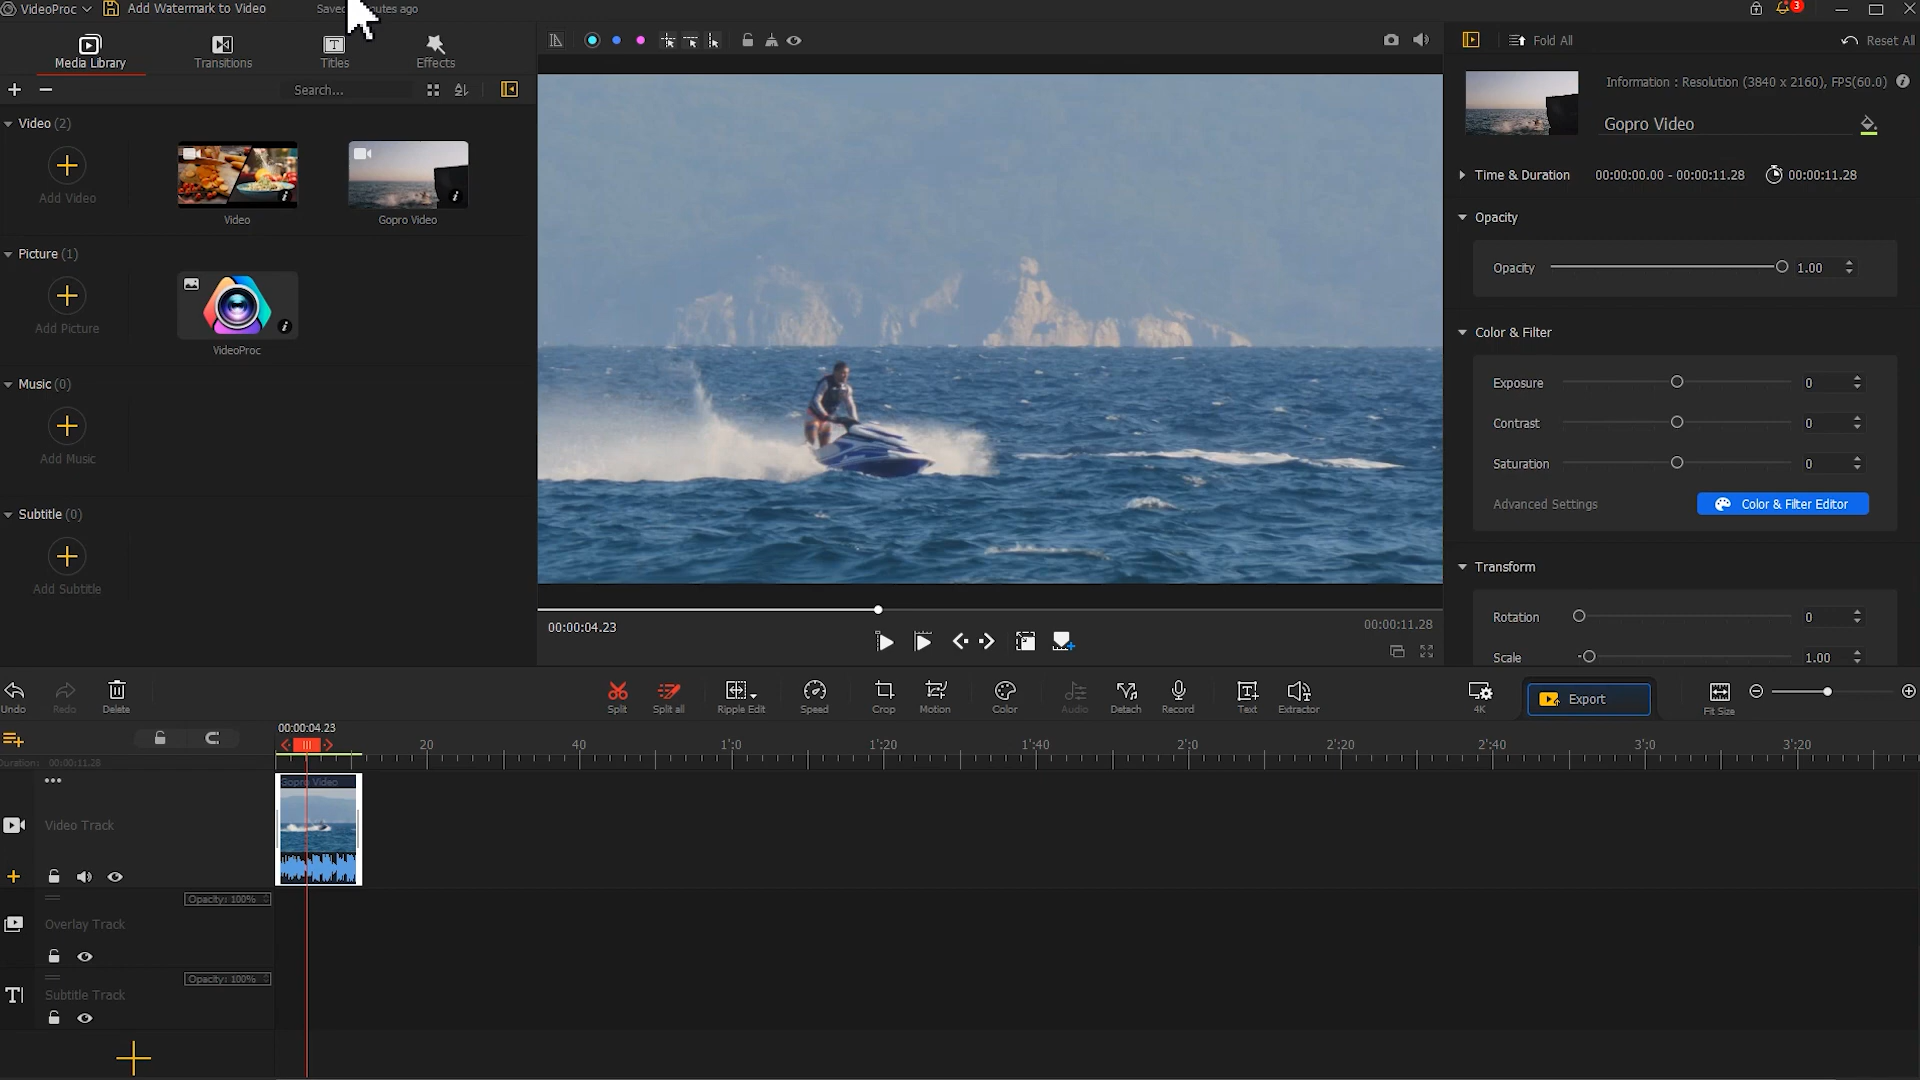 VideoProc
Add Watermark to Video
Media Library
Transitions
Titles
Effects
Fold All
Reset All
Search...
Information : Resolution (3840 x 2160), FPS(60.0)
Gopro Video
Video (2)
Add Video
Video
Gopro Video
Time & Duration
00:00:00.00 - 00:00:11.28
00:00:11.28
Opacity
Opacity
1.00
Picture (1)
Add Picture
VideoProc
Color & Filter
Exposure
0
Contrast
0
Saturation
0
Advanced Settings
Color & Filter Editor
Music (0)
Add Music
Subtitle (0)
Add Subtitle
Transform
Rotation
0
Scale
1.00
00:00:04.23
00:00:11.28
Undo
Redo
Delete
Split
Split all
Ripple Edit
Speed
Crop
Motion
Color
Audio
Detach
Record
Text
Extractor
4K
Export
Fit Size
00:00:04.23
20
40
1':0
1':20
1':40
2':0
2':20
2':40
3':0
3':20
Duration: 00:00:11.28
Gopro Video
Video Track
Opacity: 100%
Overlay Track
Opacity: 100%
Subtitle Track